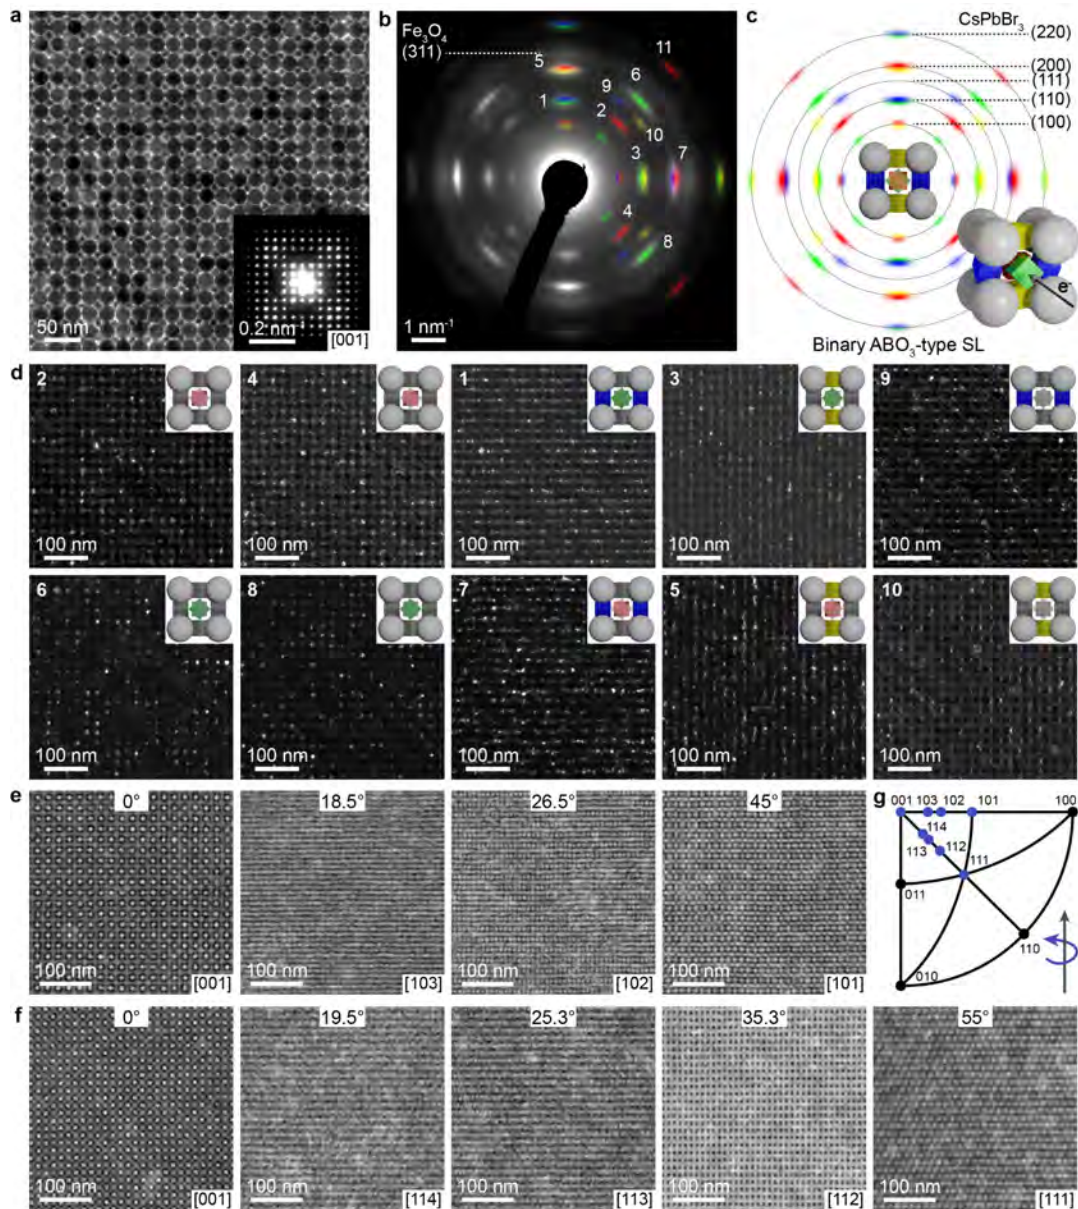 a
50 nm
0.2 nm⁻¹
[001]
b
Fe₃O₄
(311)
5
1
9
2
11
6
10
3
7
4
8
1 nm⁻¹
c
CsPbBr₃
(220)
(200)
(111)
(110)
(100)
e⁻
Binary ABO₃-type SL
d
2
100 nm
4
100 nm
1
100 nm
3
100 nm
9
100 nm
6
100 nm
8
100 nm
7
100 nm
5
100 nm
10
100 nm
e
0°
100 nm
[001]
18.5°
100 nm
[103]
26.5°
100 nm
[102]
45°
100 nm
[101]
g
001 103 102 101 100
114
113
112
111
011
110
010
f
0°
100 nm
[001]
19.5°
100 nm
[114]
25.3°
100 nm
[113]
35.3°
100 nm
[112]
55°
100 nm
[111]